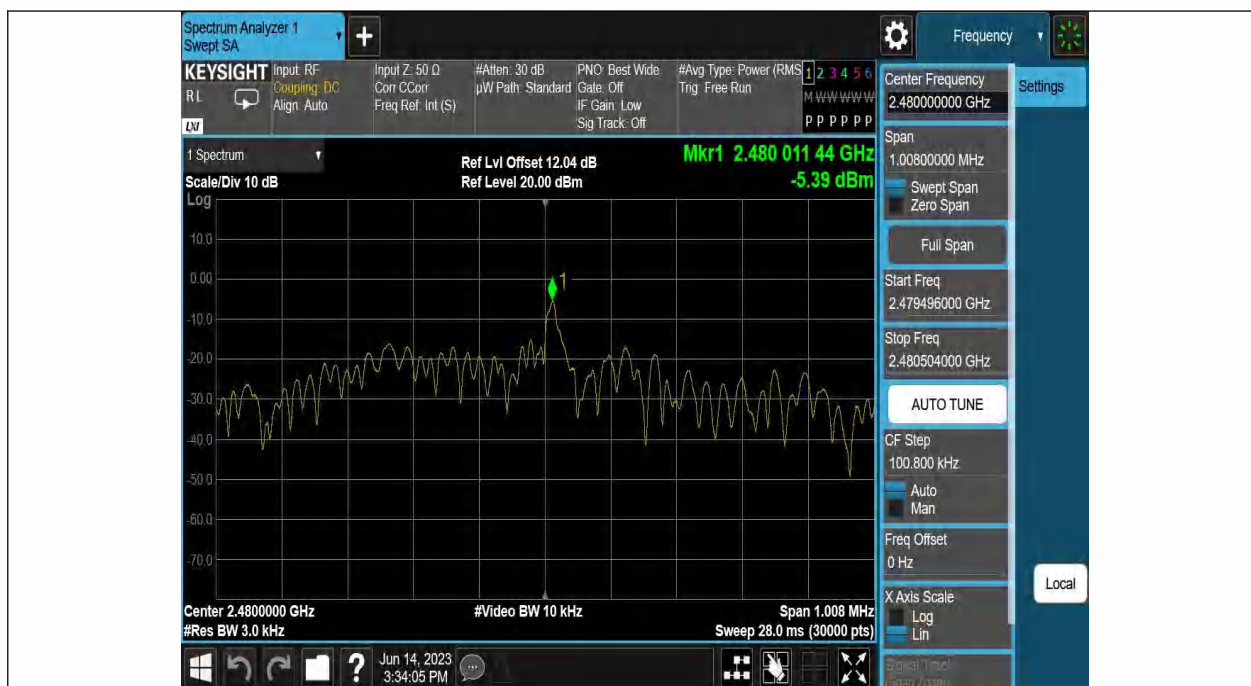 Spectrum Analyzer 1
Swept SA
Frequency
KEYSIGHT
RL
LXI
Input: RF
Coupling: DC
Align: Auto
Input Z: 50 Ω
Corr CCorr
Freq Ref: Int (S)
#Atten: 30 dB
µW Path: Standard
PNO: Best Wide
Gate: Off
IF Gain: Low
Sig Track: Off
#Avg Type: Power (RMS
Trig: Free Run
1 2 3 4 5 6
M W W W W W
P P P P P P
1 Spectrum
Scale/Div 10 dB
Log
Ref Lvl Offset 12.04 dB
Ref Level 20.00 dBm
Mkr1 2.480 011 44 GHz
-5.39 dBm
10.0
0.00
-10.0
-20.0
-30.0
-40.0
-50.0
-60.0
-70.0
1
Center 2.4800000 GHz
#Res BW 3.0 kHz
#Video BW 10 kHz
Span 1.008 MHz
Sweep 28.0 ms (30000 pts)
Center Frequency
2.480000000 GHz
Span
1.00800000 MHz
Swept Span
Zero Span
Full Span
Start Freq
2.479496000 GHz
Stop Freq
2.480504000 GHz
AUTO TUNE
CF Step
100.800 kHz
Auto
Man
Freq Offset
0 Hz
X Axis Scale
Log
Lin
Signal Track
Settings
Local
?
Jun 14, 2023
3:34:05 PM